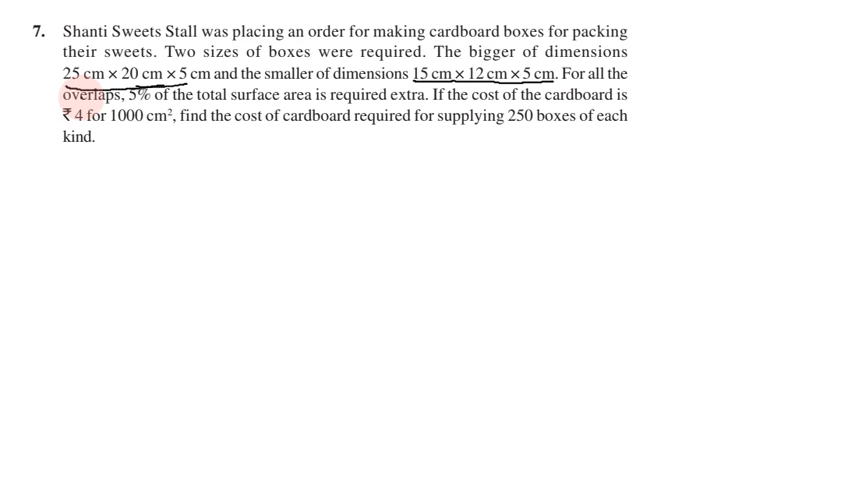 7. Shanti Sweets Stall was placing an order for making cardboard boxes for packing
their sweets. Two sizes of boxes were required. The bigger of dimensions
25 cm × 20 cm × 5 cm and the smaller of dimensions 15 cm × 12 cm × 5 cm. For all the
overlaps, 5% of the total surface area is required extra. If the cost of the cardboard is
₹ 4 for 1000 cm², find the cost of cardboard required for supplying 250 boxes of each
kind.